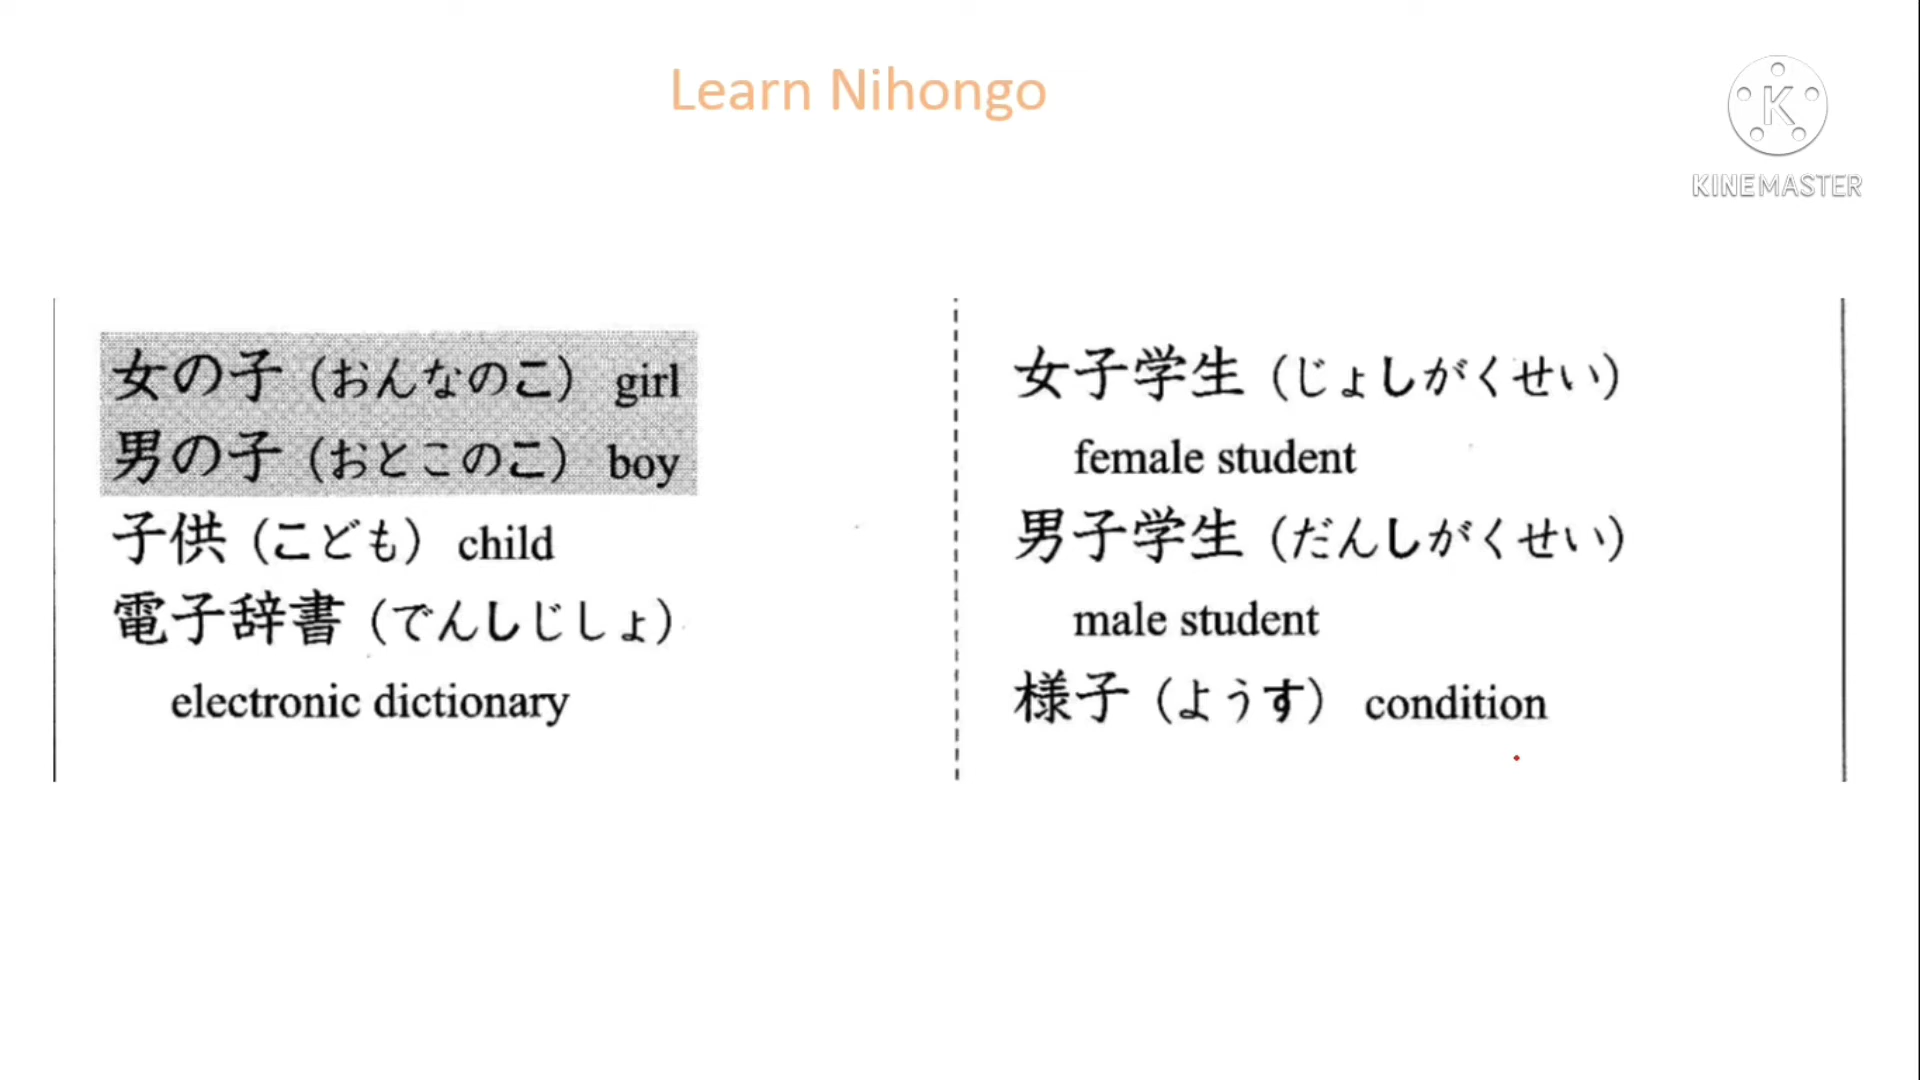 Learn Nihongo
K
KINEMASTER
女の子（おんなのこ） girl
男の子（おとこのこ） boy
子供（こども） child
電子辞書（でんしじしょ）
electronic dictionary
女子学生（じょしがくせい）
female student
男子学生（だんしがくせい）
male student
様子（ようす） condition